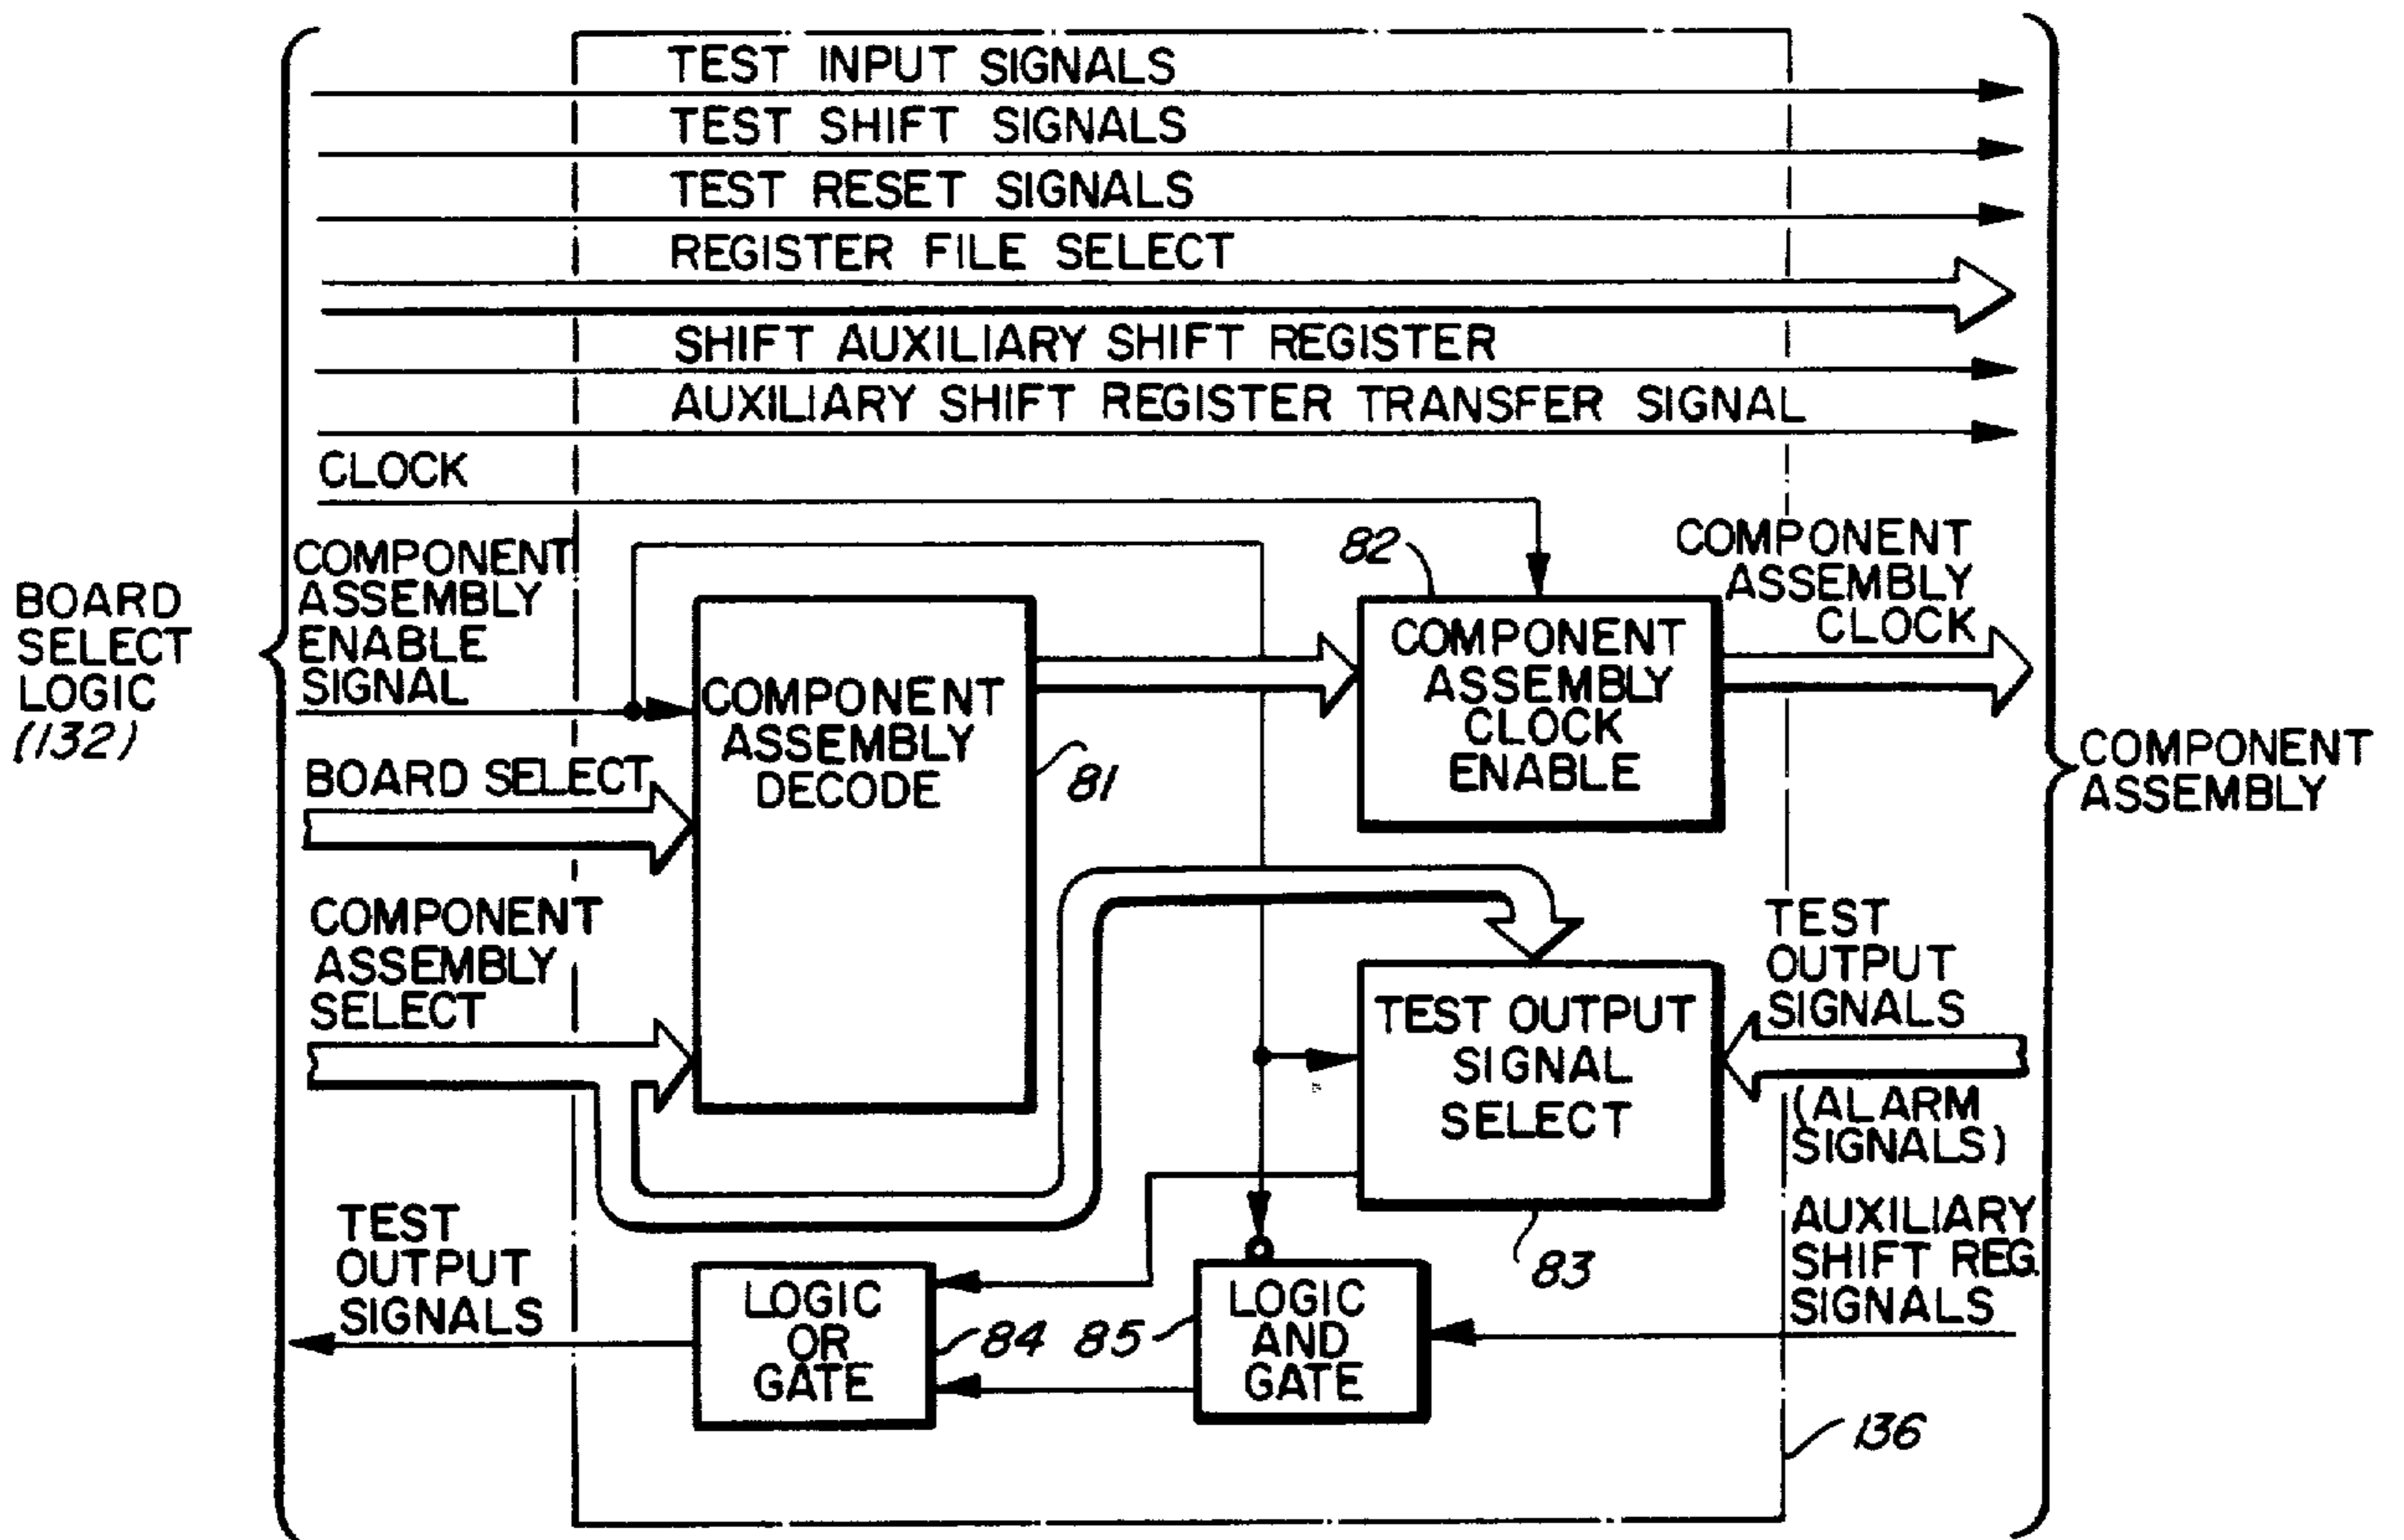 TEST INPUT SIGNALS
TEST SHIFT SIGNALS
TEST RESET SIGNALS
REGISTER FILE SELECT
SHIFT AUXILIARY SHIFT REGISTER
AUXILIARY SHIFT REGISTER TRANSFER SIGNAL
CLOCK
BOARD
SELECT
LOGIC
(132)
COMPONENT
ASSEMBLY
ENABLE
SIGNAL
BOARD SELECT
COMPONENT
ASSEMBLY
SELECT
COMPONENT
ASSEMBLY
DECODE
81
82
COMPONENT
ASSEMBLY
CLOCK
ENABLE
COMPONENT
ASSEMBLY
CLOCK
COMPONENT
ASSEMBLY
TEST OUTPUT
SIGNAL
SELECT
83
TEST
OUTPUT
SIGNALS
(ALARM
SIGNALS)
AUXILIARY
SHIFT REG.
SIGNALS
TEST
OUTPUT
SIGNALS
LOGIC
OR
GATE
84
85
LOGIC
AND
GATE
136